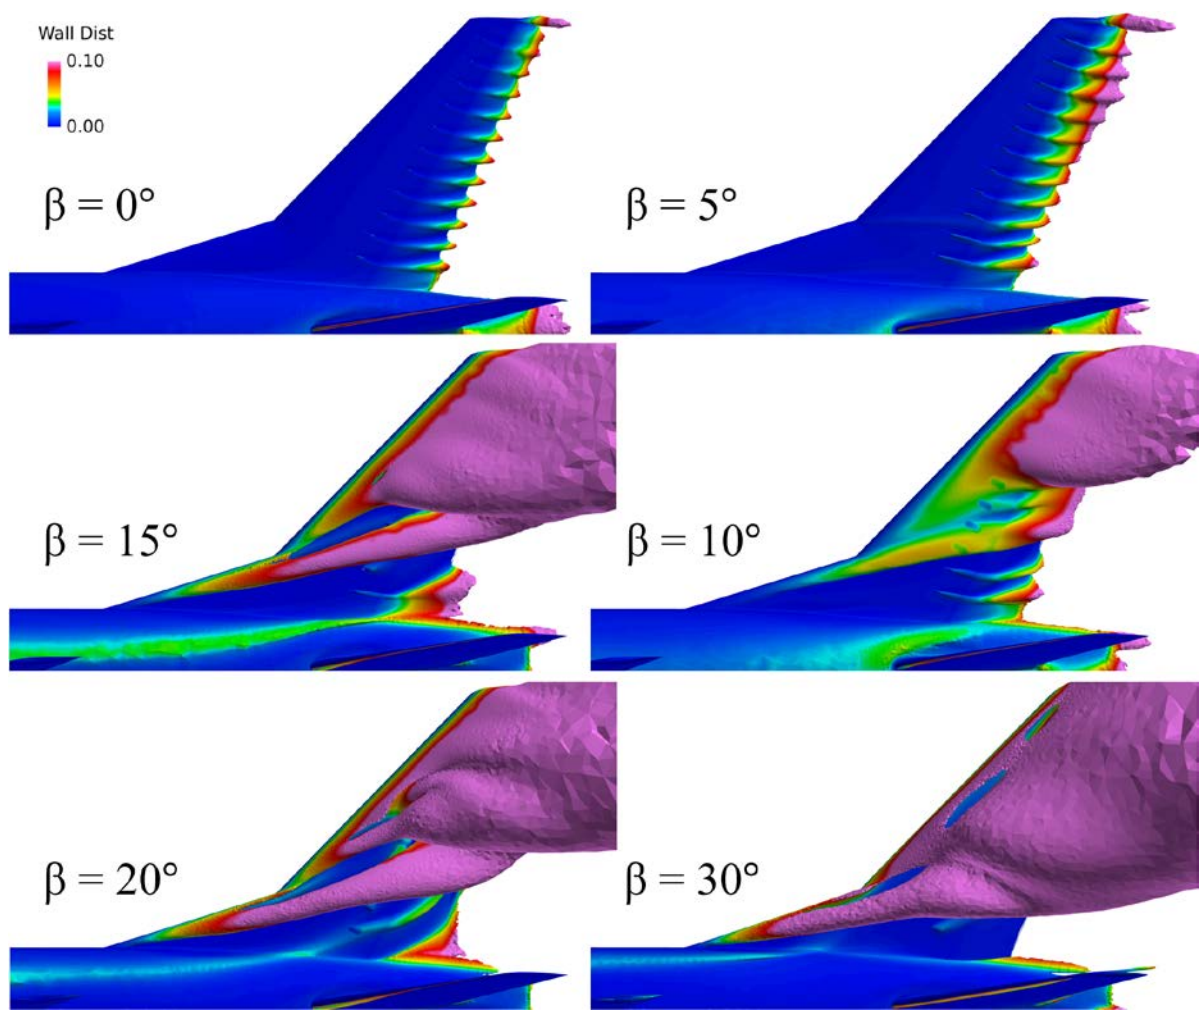 Wall Dist
0.10
0.00
β = 0°
β = 5°
β = 15°
β = 10°
β = 20°
β = 30°